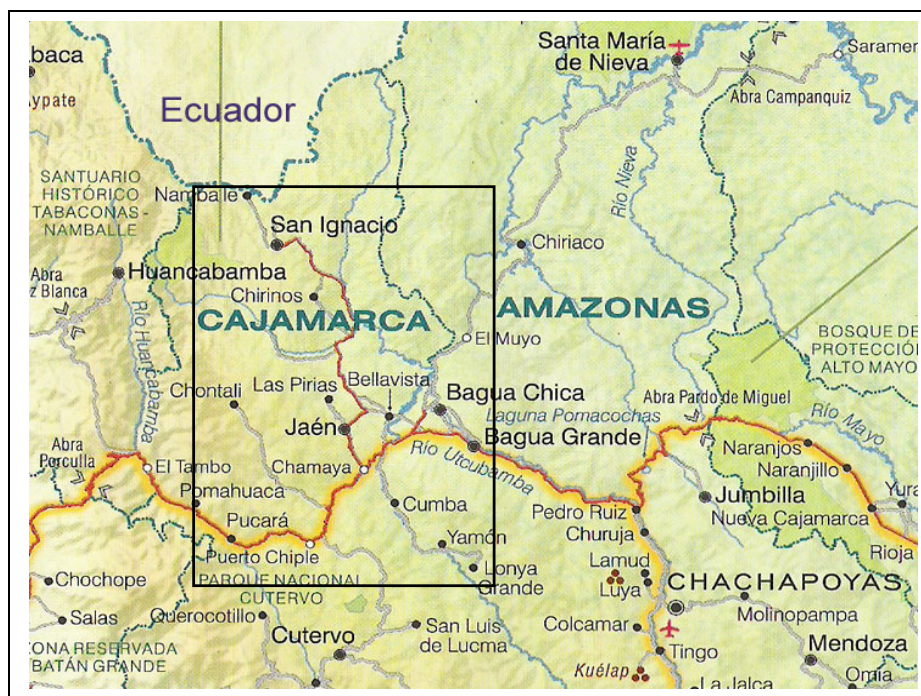 Santa María
de Nieva
Saramer
baca
Abra Campanquiz
Aypate
Ecuador
Río Nieva
SANTUARIO
HISTÓRICO
TABACONAS -
NAMBALLE
Namballe
San Ignacio
Chiriaco
Huancabamba
Abra
z Blanca
Chirinos
CAJAMARCA
AMAZONAS
Río Huancabamba
El Muyo
BOSQUE DE
PROTECCIÓN
ALTO MAYO
Chontali
Las Pirias
Bellavista
Bagua Chica
Abra Pardo de Miguel
Laguna Pomacochas
Río Mayo
Jaén
Bagua Grande
Naranjos
Abra
Porculla
El Tambo
Chamaya
Río Utcubamba
Naranjillo
Pomahuaca
Cumba
Jumbilla
Yura
Pedro Ruiz
Nueva Cajamarca
Pucará
Churuja
Puerto Chiple
Yamón
Rioja
Lamud
Chochope
PARQUE NACIONAL
CUTERVO
Lonya
Grande
Luya
CHACHAPOYAS
Salas
Querocotillo
San Luis
de Lucma
Molinopampa
Colcamar
ZONA RESERVADA
BATÁN GRANDE
Cutervo
Mendoza
Tingo
Kuélap
La Jalca
Omia